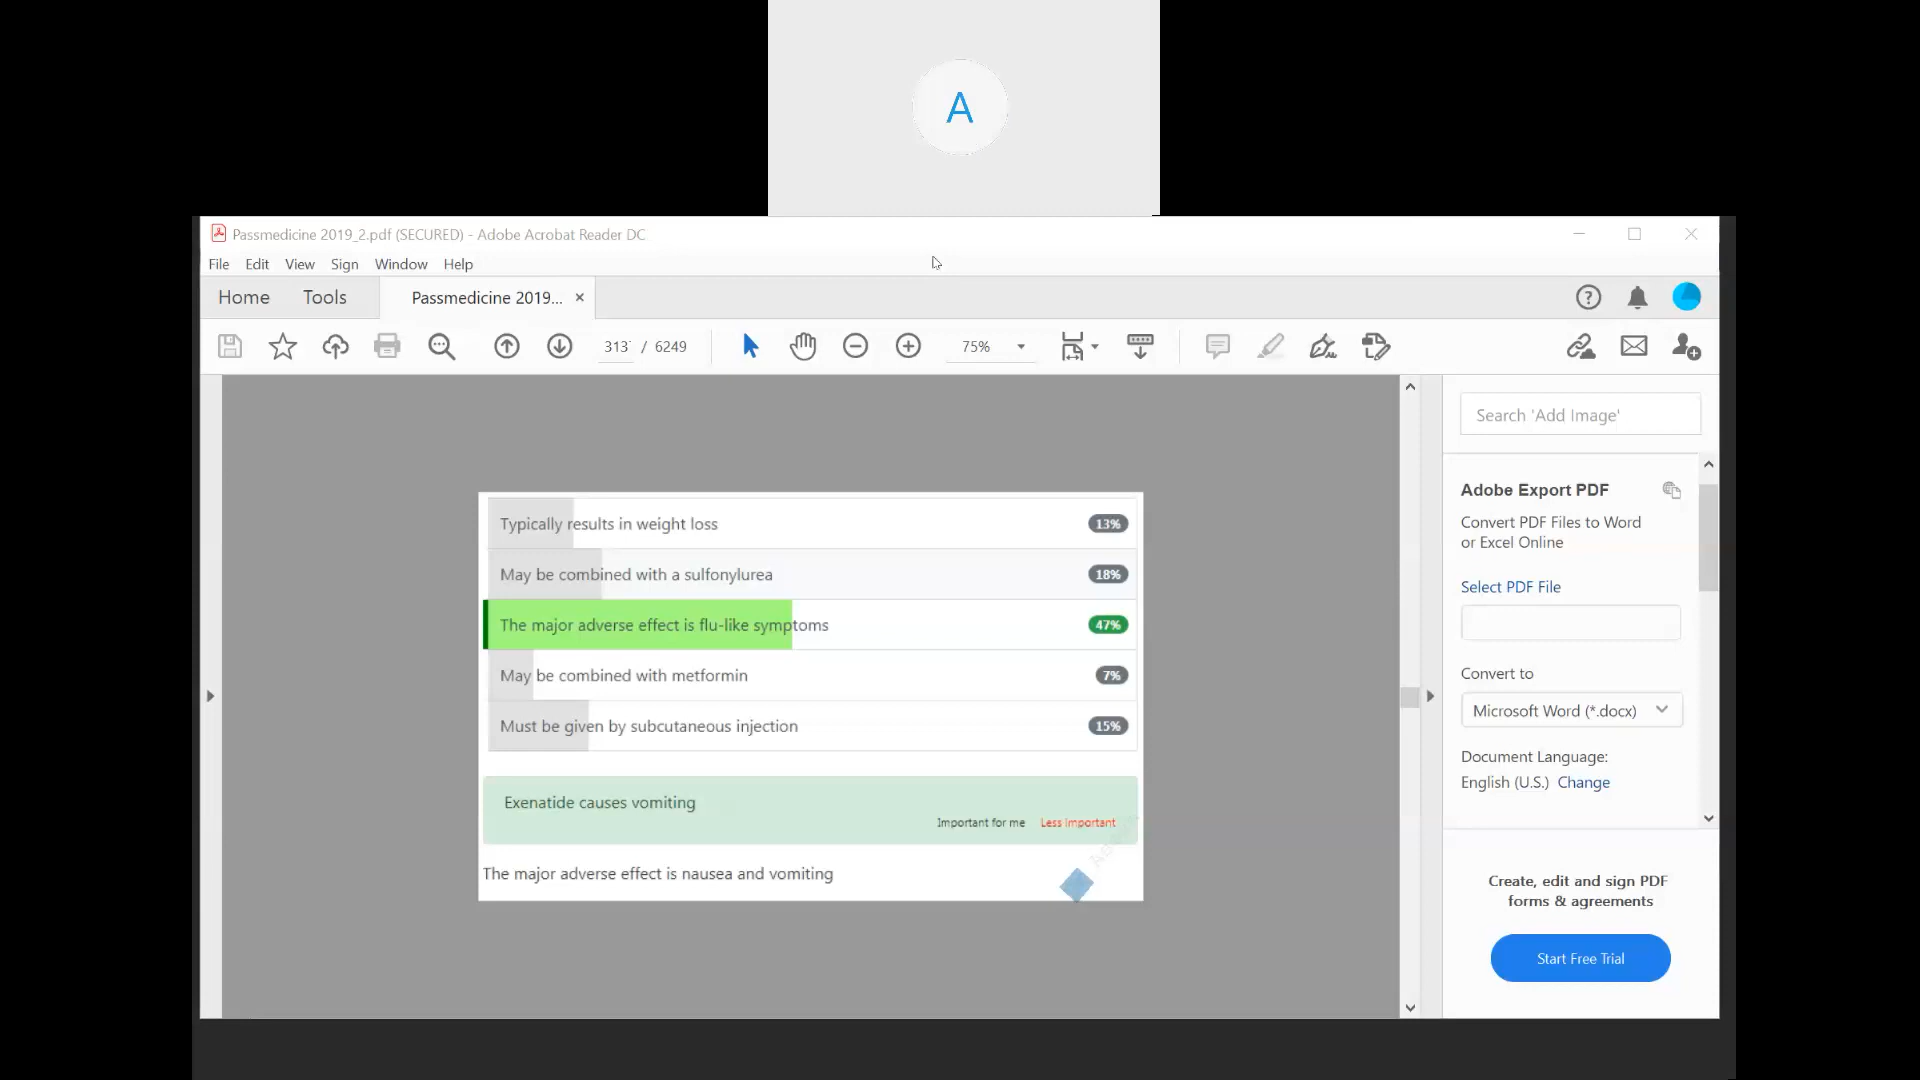 A
Passmedicine 2019_2.pdf (SECURED) - Adobe Acrobat Reader DC
File Edit View Sign Window Help
Home Tools Passmedicine 2019... ×
313 / 6249 75%
Search 'Add Image'
Adobe Export PDF
Convert PDF Files to Word
or Excel Online
Select PDF File
Convert to
Microsoft Word (*.docx)
Document Language:
English (U.S.) Change
Create, edit and sign PDF
forms & agreements
Start Free Trial
Typically results in weight loss 13%
May be combined with a sulfonylurea 18%
The major adverse effect is flu-like symptoms 47%
May be combined with metformin 7%
Must be given by subcutaneous injection 15%
Exenatide causes vomiting
Important for me Less important
The major adverse effect is nausea and vomiting